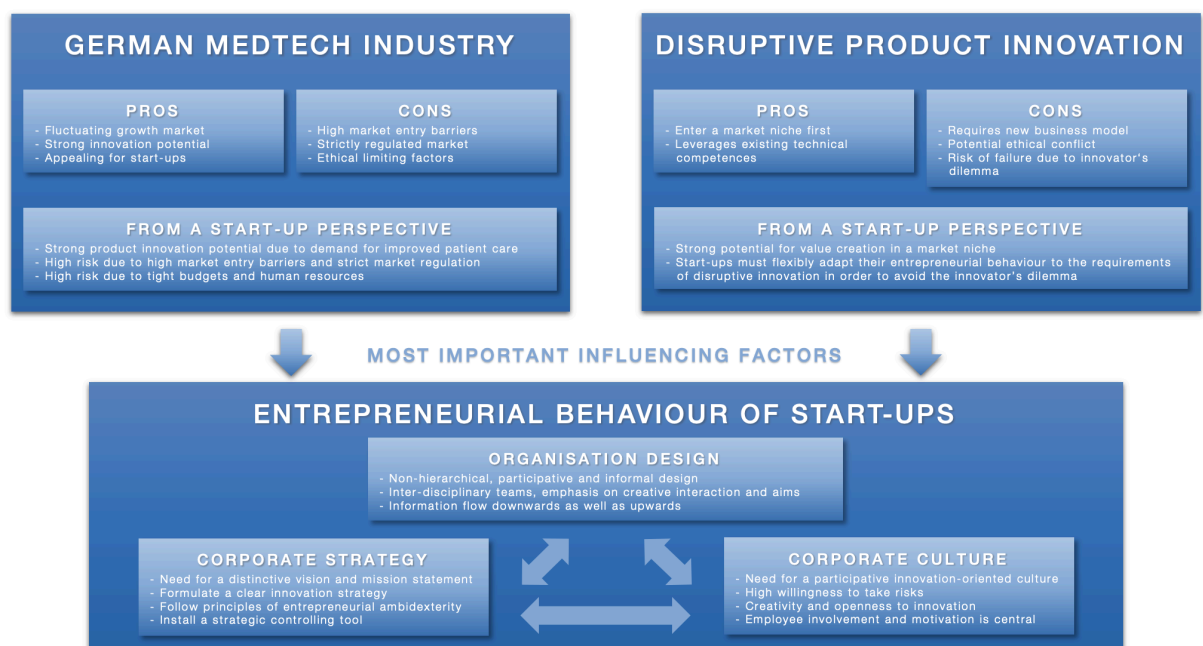 GERMAN MEDTECH INDUSTRY
PROS
- Fluctuating growth market
- Strong innovation potential
- Appealing for start-ups
CONS
- High market entry barriers
- Strictly regulated market
- Ethical limiting factors
FROM A START-UP PERSPECTIVE
- Strong product innovation potential due to demand for improved patient care
- High risk due to high market entry barriers and strict market regulation
- High risk due to tight budgets and human resources
DISRUPTIVE PRODUCT INNOVATION
PROS
- Enter a market niche first
- Leverages existing technical
competences
CONS
- Requires new business model
- Potential ethical conflict
- Risk of failure due to innovator's
dilemma
FROM A START-UP PERSPECTIVE
- Strong potential for value creation in a market niche
- Start-ups must flexibly adapt their entrepreneurial behaviour to the requirements
of disruptive innovation in order to avoid the innovator's dilemma
MOST IMPORTANT INFLUENCING FACTORS
ENTREPRENEURIAL BEHAVIOUR OF START-UPS
ORGANISATION DESIGN
- Non-hierarchical, participative and informal design
- Inter-disciplinary teams, emphasis on creative interaction and aims
- Information flow downwards as well as upwards
CORPORATE STRATEGY
- Need for a distinctive vision and mission statement
- Formulate a clear innovation strategy
- Follow principles of entrepreneurial ambidexterity
- Install a strategic controlling tool
CORPORATE CULTURE
- Need for a participative innovation-oriented culture
- High willingness to take risks
- Creativity and openness to innovation
- Employee involvement and motivation is central